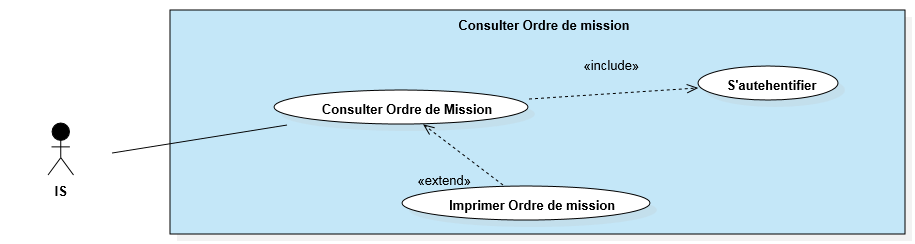 Consulter Ordre de mission
«include»
S'autehentifier
Consulter Ordre de Mission
IS
«extend»
Imprimer Ordre de mission